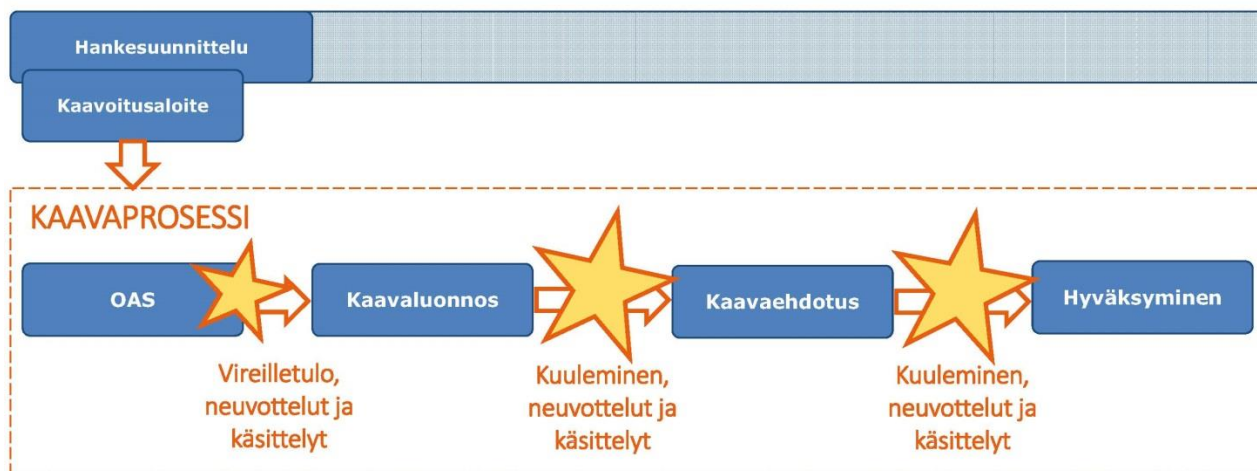 Hankesuunnittelu
Kaavoitusaloite
KAAVAPROSESSI
OAS
Kaavaluonnos
Kaavaehdotus
Hyväksyminen
Vireilletulo,
neuvottelut ja
käsittelyt
Kuuleminen,
neuvottelut ja
käsittelyt
Kuuleminen,
neuvottelut ja
käsittelyt